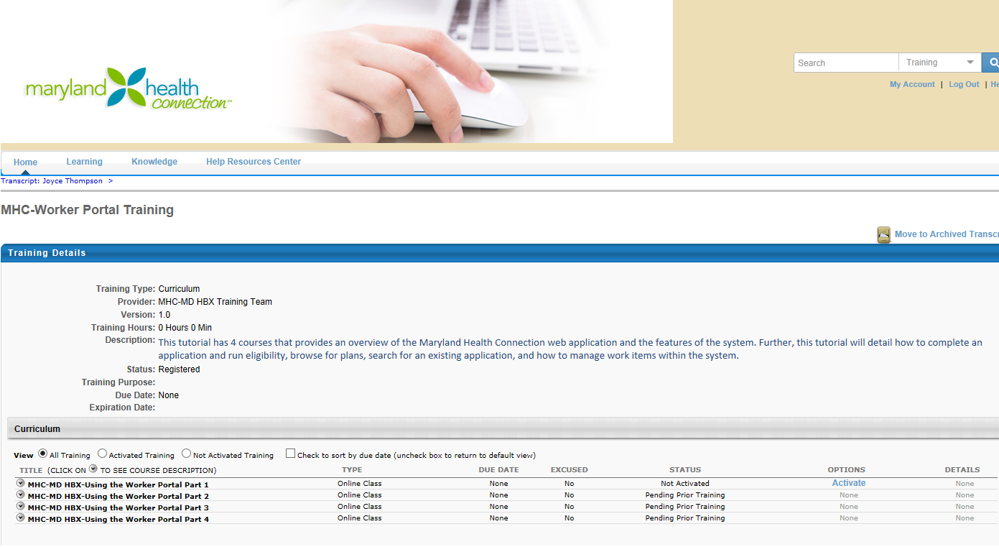 maryland health
connection℠
Search Training
My Account | Log Out |
Home Learning Knowledge Help Resources Center
Transcript: Joyce Thompson >
MHC-Worker Portal Training
Move to Archived
Training Details
Training Type: Curriculum
Provider: MHC-MD HBX Training Team
Version: 1.0
Training Hours: 0 Hours 0 Min
Description: This tutorial has 4 courses that provides an overview of the Maryland Health Connection web application and the features of the system. Further, this tutorial will detail how to complete an
application and run eligibility, browse for plans, search for an existing application, and how to manage work items within the system.
Status: Registered
Training Purpose:
Due Date: None
Expiration Date:
Curriculum
View All Training Activated Training Not Activated Training Check to sort by due date (uncheck box to return to default view)
TITLE (CLICK ON TO SEE COURSE DESCRIPTION) TYPE DUE DATE EXCUSED STATUS OPTIONS DETAILS
MHC-MD HBX-Using the Worker Portal Part 1 Online Class None No Not Activated Activate None
MHC-MD HBX-Using the Worker Portal Part 2 Online Class None No Pending Prior Training None None
MHC-MD HBX-Using the Worker Portal Part 3 Online Class None No Pending Prior Training None None
MHC-MD HBX-Using the Worker Portal Part 4 Online Class None No Pending Prior Training None None